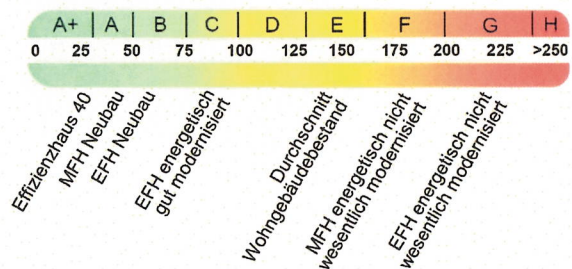 A+ A B C D E F G H
0 25 50 75 100 125 150 175 200 225 >250
Effizienzhaus 40
MFH Neubau
EFH Neubau
EFH energetisch
gut modernisiert
Durchschnitt
Wohngebäudebestand
MFH energetisch nicht
wesentlich modernisiert
EFH energetisch nicht
wesentlich modernisiert